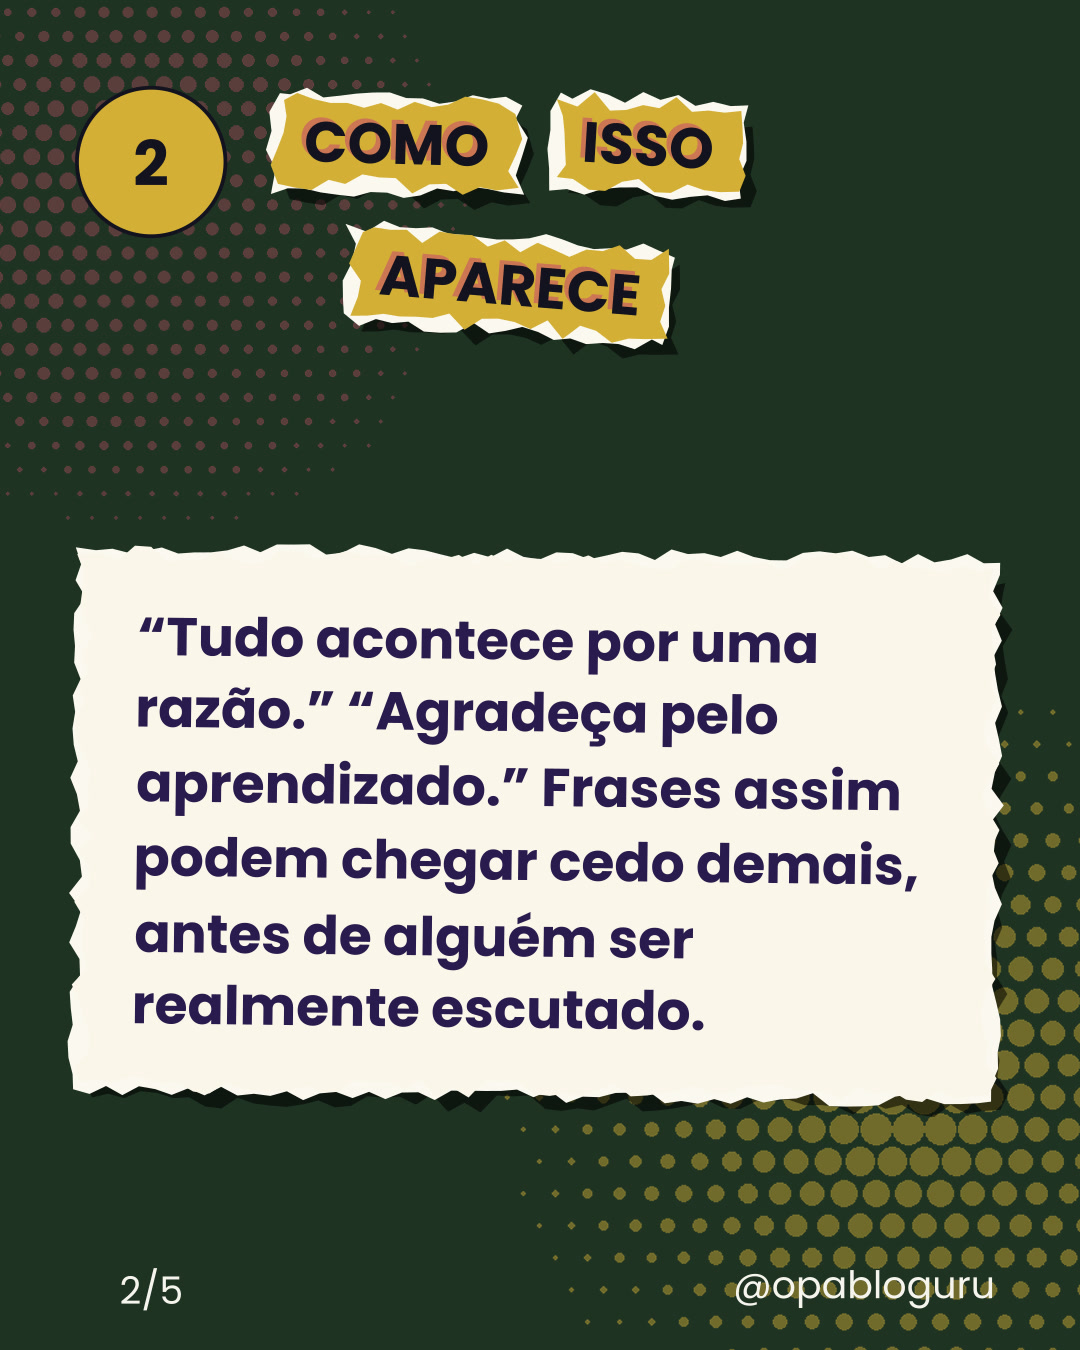 2
COMO ISSO
APARECE
“Tudo acontece por uma
razão.” “Agradeça pelo
aprendizado.” Frases assim
podem chegar cedo demais,
antes de alguém ser
realmente escutado.
2/5
@opabloguru